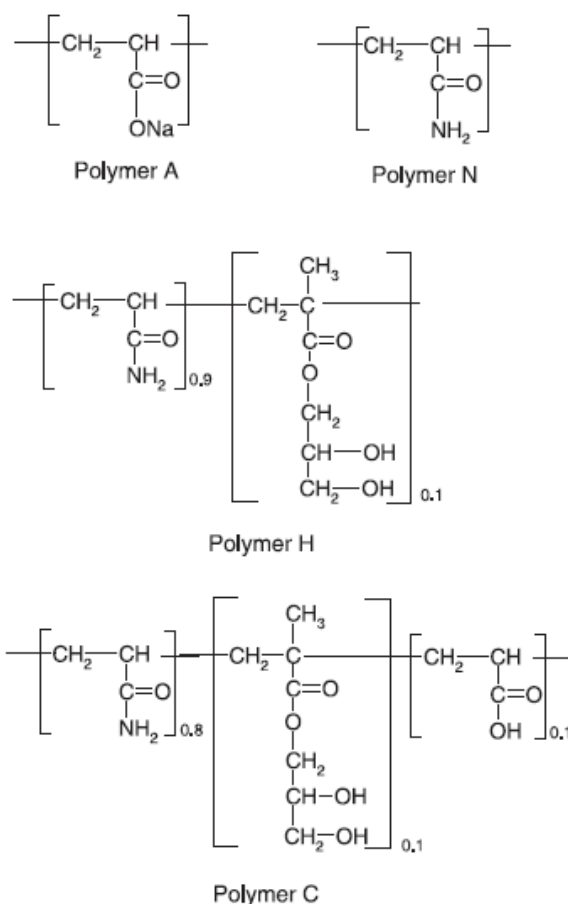 CH₂ CH CH₂ CH
C=O C=O
ONa NH₂
Polymer A Polymer N
CH₃
CH₂ CH CH₂ C
C=O C=O
NH₂ 0.9 O
CH₂
CH—OH
CH₂—OH 0.1
Polymer H
CH₃
CH₂ CH CH₂ C CH₂ CH
C=O C=O C=O
NH₂ 0.8 O OH 0.1
CH₂
CH—OH
CH₂—OH 0.1
Polymer C